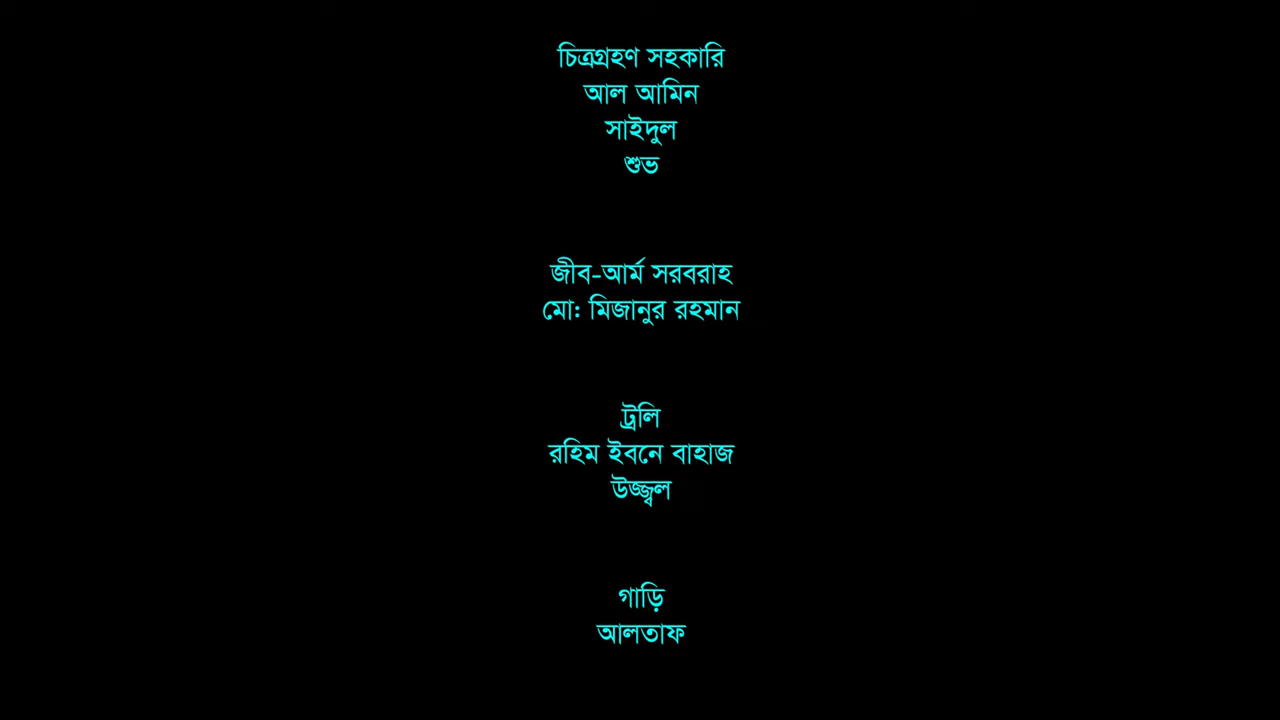 চিত্রগ্রহণ সহকারি
আল আমিন
সাইদুল
শুভ
জীব-আর্ম সরবরাহ
মো: মিজানুর রহমান
ট্রলি
রহিম ইবনে বাহাজ
উজ্জ্বল
গাড়ি
আলতাফ